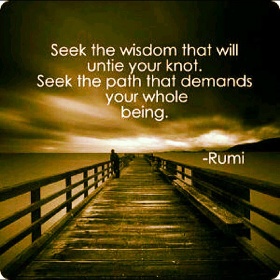 Seek the wisdom that will
untie your knot.
Seek the path that demands
your whole
being.
-Rumi